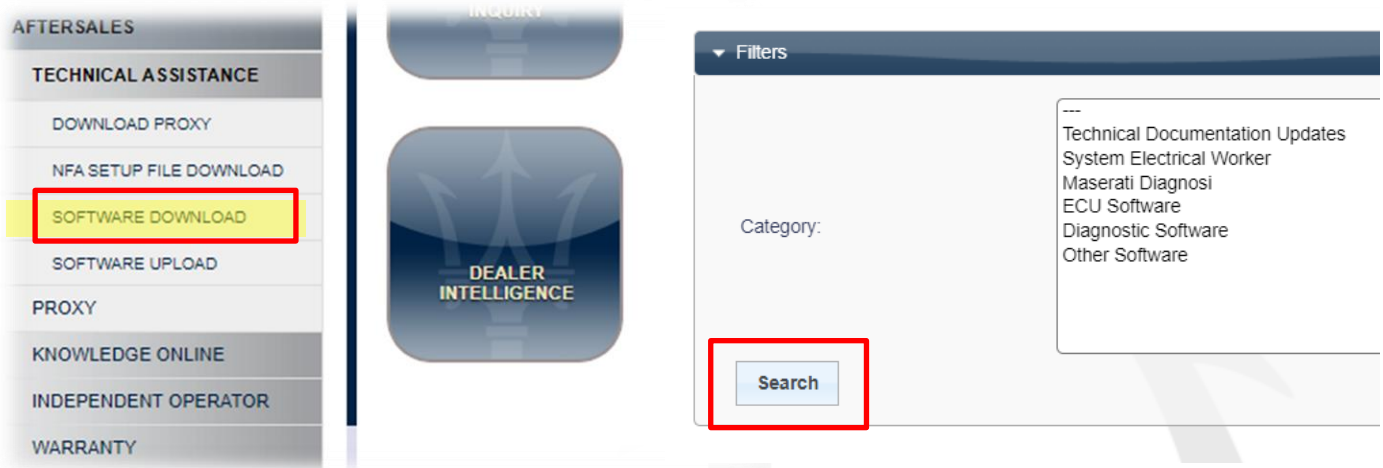 AFTERSALES
TECHNICAL ASSISTANCE
DOWNLOAD PROXY
NFA SETUP FILE DOWNLOAD
SOFTWARE DOWNLOAD
SOFTWARE UPLOAD
PROXY
KNOWLEDGE ONLINE
INDEPENDENT OPERATOR
WARRANTY
INQUIRY
DEALER
INTELLIGENCE
Filters
Category:
---
Technical Documentation Updates
System Electrical Worker
Maserati Diagnosi
ECU Software
Diagnostic Software
Other Software
Search